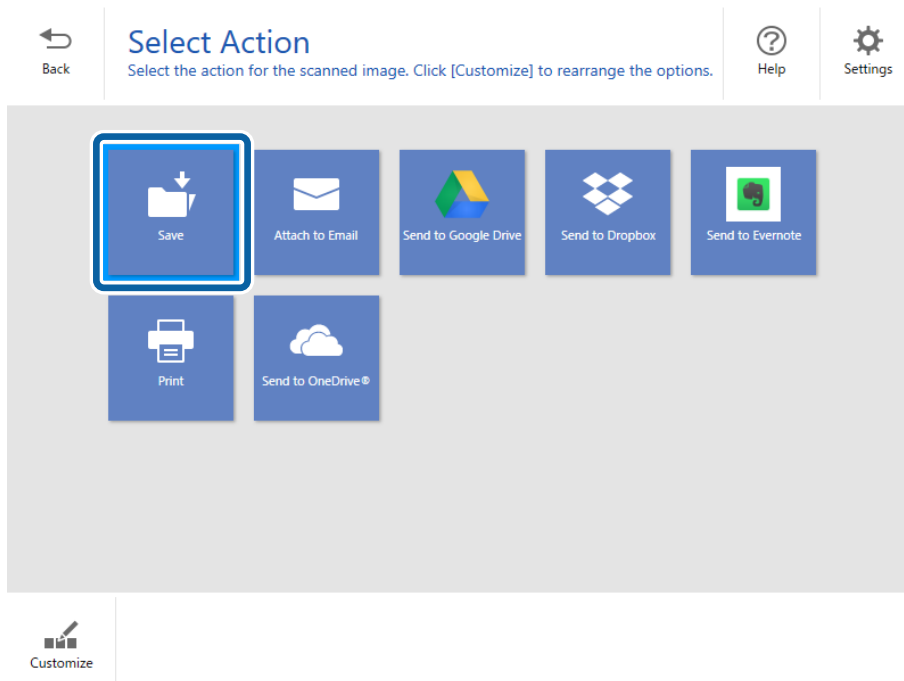 Back
Select Action
Select the action for the scanned image. Click [Customize] to rearrange the options.
Help
Settings
Save
Attach to Email
Send to Google Drive
Send to Dropbox
Send to Evernote
Print
Send to OneDrive®
Customize